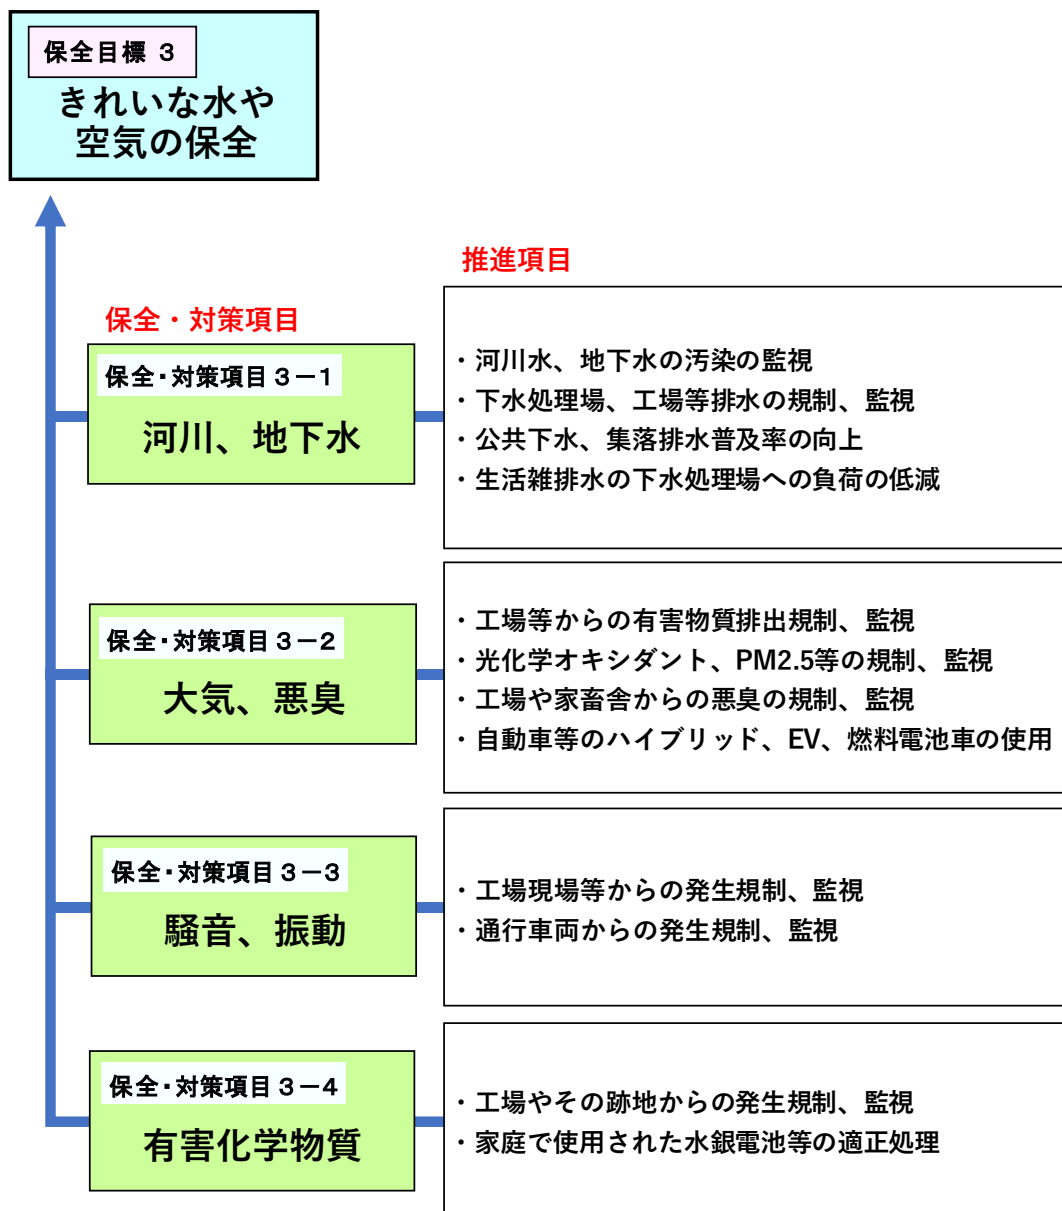 保全目標 3
きれいな水や
空気の保全
推進項目
保全・対策項目
保全・対策項目３－１
河川、地下水
・河川水、地下水の汚染の監視
・下水処理場、工場等排水の規制、監視
・公共下水、集落排水普及率の向上
・生活雑排水の下水処理場への負荷の低減
保全・対策項目３－２
大気、悪臭
・工場等からの有害物質排出規制、監視
・光化学オキシダント、PM2.5等の規制、監視
・工場や家畜舎からの悪臭の規制、監視
・自動車等のハイブリッド、EV、燃料電池車の使用
保全・対策項目３－３
騒音、振動
・工場現場等からの発生規制、監視
・通行車両からの発生規制、監視
保全・対策項目３－４
有害化学物質
・工場やその跡地からの発生規制、監視
・家庭で使用された水銀電池等の適正処理